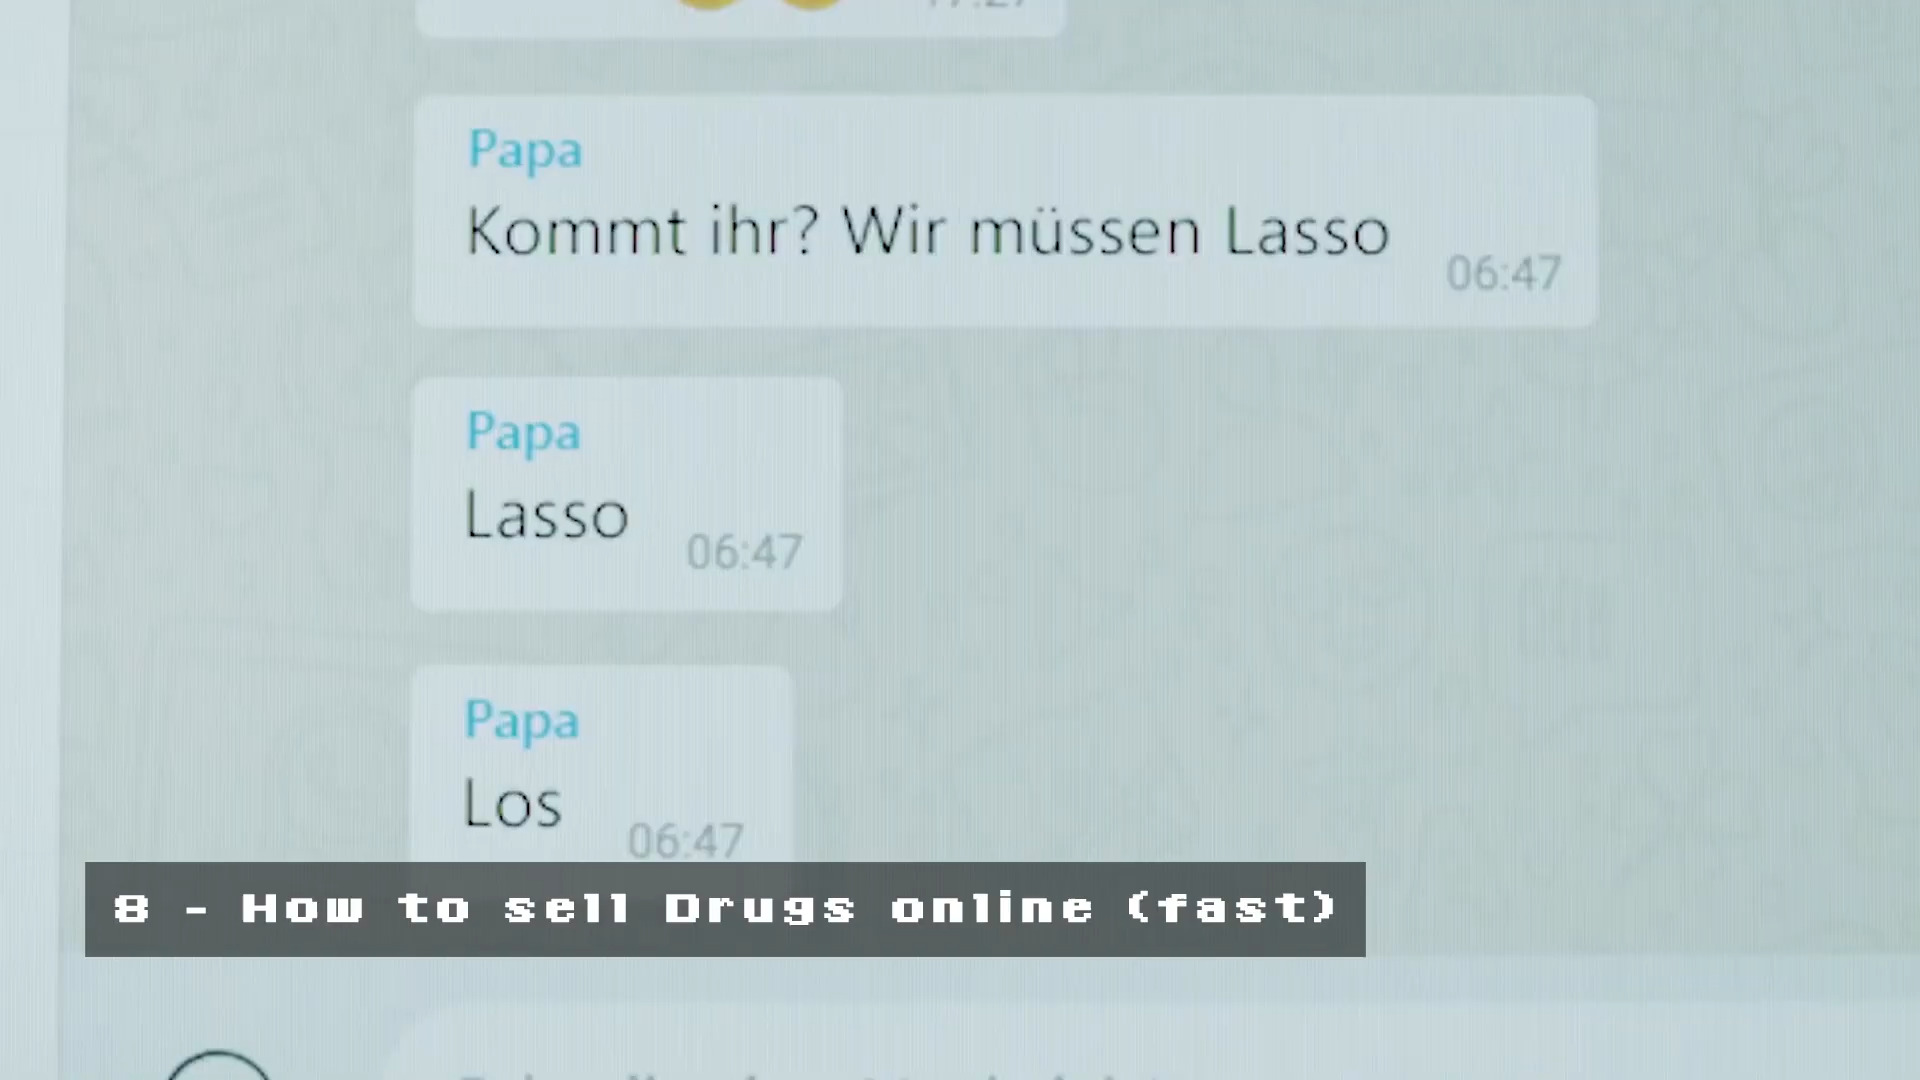 Papa
Kommt ihr? Wir müssen Lasso
06:47
Papa
Lasso
06:47
Papa
Los
06:47
8 - How to sell Drugs online (fast)